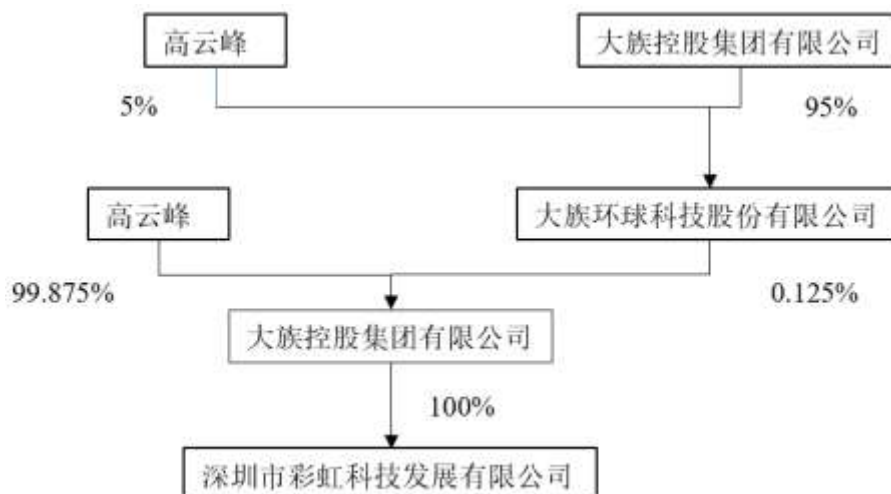 高云峰
大族控股集团有限公司
5%
95%
高云峰
大族环球科技股份有限公司
99.875%
0.125%
大族控股集团有限公司
100%
深圳市彩虹科技发展有限公司